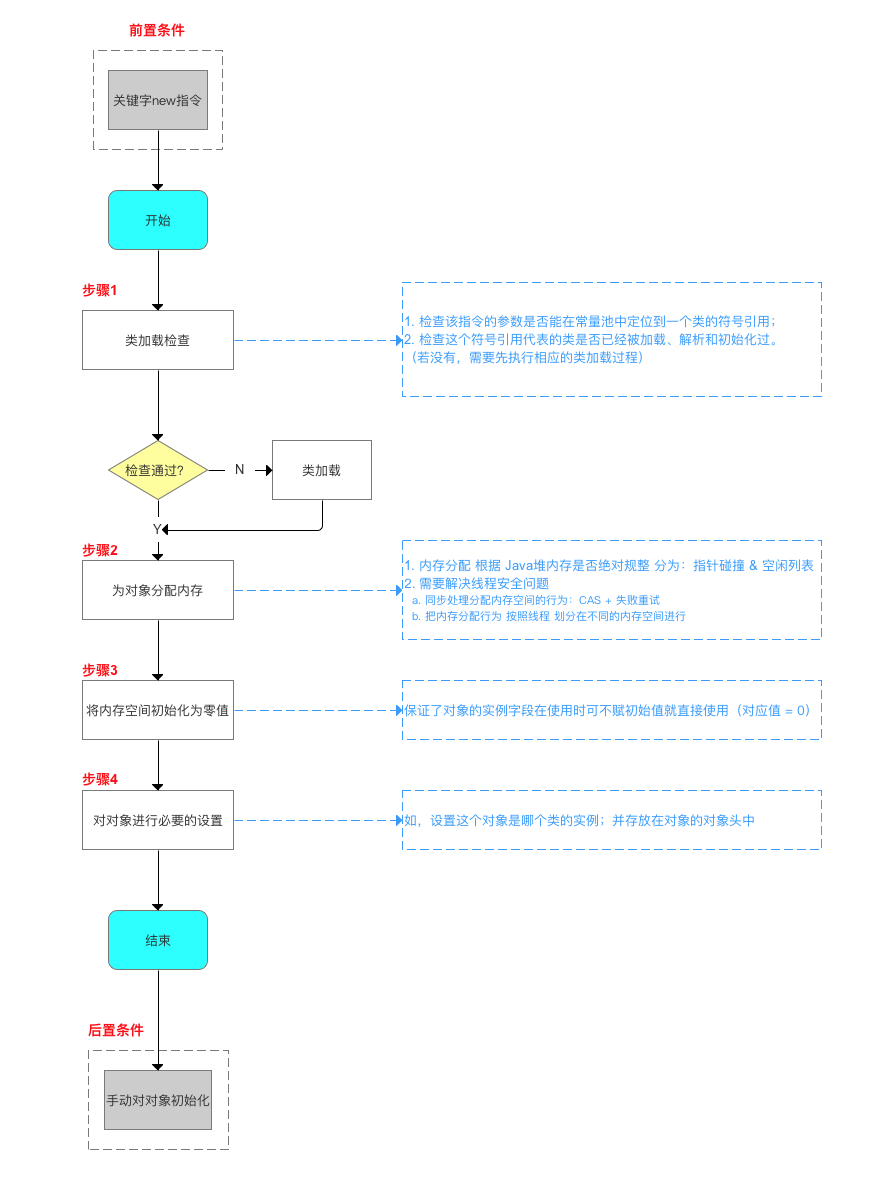 前置条件
关键字new指令
开始
步骤1
类加载检查
1. 检查该指令的参数是否能在常量池中定位到一个类的符号引用；
2. 检查这个符号引用代表的类是否已经被加载、解析和初始化过。
（若没有，需要先执行相应的类加载过程）
检查通过?
N
类加载
Y
步骤2
为对象分配内存
1. 内存分配 根据 Java堆内存是否绝对规整 分为：指针碰撞 & 空闲列表
2. 需要解决线程安全问题
a. 同步处理分配内存空间的行为：CAS + 失败重试
b. 把内存分配行为 按照线程 划分在不同的内存空间进行
步骤3
将内存空间初始化为零值
保证了对象的实例字段在使用时可不赋初始值就直接使用（对应值 = 0）
步骤4
对对象进行必要的设置
如，设置这个对象是哪个类的实例；并存放在对象的对象头中
结束
后置条件
手动对对象初始化